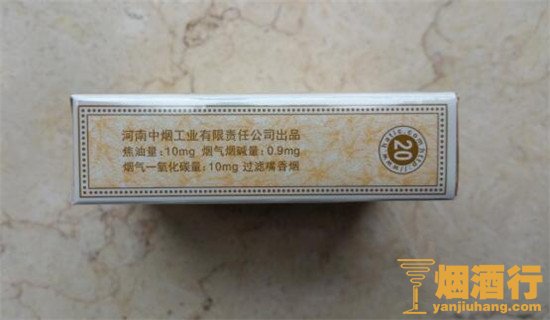 河南中烟工业有限责任公司出品
焦油量:10mg 烟气烟碱量:0.9mg
烟气一氧化碳量:10mg 过滤嘴香烟
20
烟酒行
yanjiuhang.com